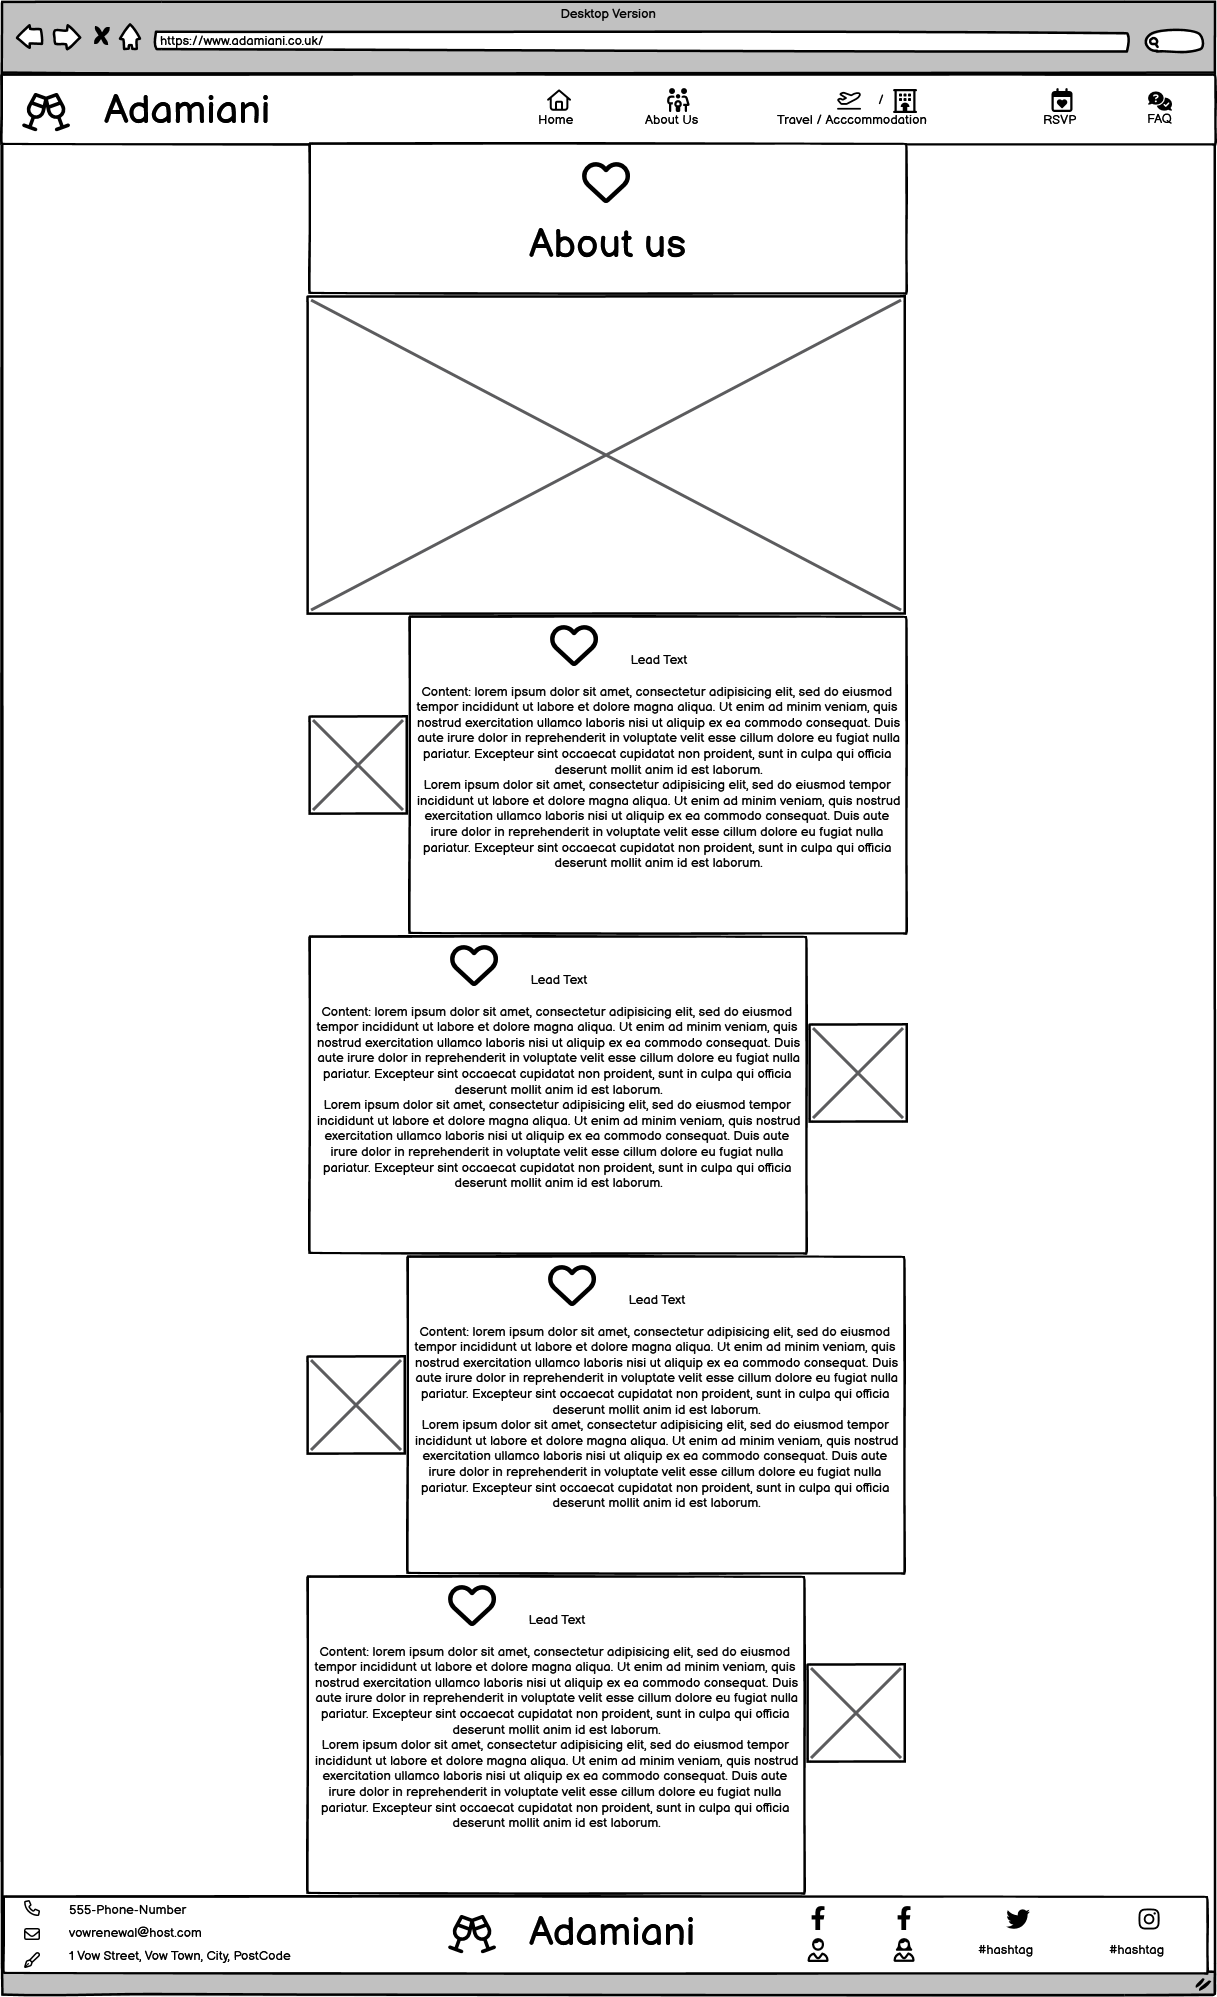 Desktop Version
https://www.adamiani.co.uk/
Adamiani
Home
About Us
/
Travel / Acccommodation
RSVP
FAQ
About us
Lead Text
Content: lorem ipsum dolor sit amet, consectetur adipisicing elit, sed do eiusmod
tempor incididunt ut labore et dolore magna aliqua. Ut enim ad minim veniam, quis
nostrud exercitation ullamco laboris nisi ut aliquip ex ea commodo consequat. Duis
aute irure dolor in reprehenderit in voluptate velit esse cillum dolore eu fugiat nulla
pariatur. Excepteur sint occaecat cupidatat non proident, sunt in culpa qui officia
deserunt mollit anim id est laborum.
Lorem ipsum dolor sit amet, consectetur adipisicing elit, sed do eiusmod tempor
incididunt ut labore et dolore magna aliqua. Ut enim ad minim veniam, quis nostrud
exercitation ullamco laboris nisi ut aliquip ex ea commodo consequat. Duis aute
irure dolor in reprehenderit in voluptate velit esse cillum dolore eu fugiat nulla
pariatur. Excepteur sint occaecat cupidatat non proident, sunt in culpa qui officia
deserunt mollit anim id est laborum.
Lead Text
Content: lorem ipsum dolor sit amet, consectetur adipisicing elit, sed do eiusmod
tempor incididunt ut labore et dolore magna aliqua. Ut enim ad minim veniam, quis
nostrud exercitation ullamco laboris nisi ut aliquip ex ea commodo consequat. Duis
aute irure dolor in reprehenderit in voluptate velit esse cillum dolore eu fugiat nulla
pariatur. Excepteur sint occaecat cupidatat non proident, sunt in culpa qui officia
deserunt mollit anim id est laborum.
Lorem ipsum dolor sit amet, consectetur adipisicing elit, sed do eiusmod tempor
incididunt ut labore et dolore magna aliqua. Ut enim ad minim veniam, quis nostrud
exercitation ullamco laboris nisi ut aliquip ex ea commodo consequat. Duis aute
irure dolor in reprehenderit in voluptate velit esse cillum dolore eu fugiat nulla
pariatur. Excepteur sint occaecat cupidatat non proident, sunt in culpa qui officia
deserunt mollit anim id est laborum.
Lead Text
Content: lorem ipsum dolor sit amet, consectetur adipisicing elit, sed do eiusmod
tempor incididunt ut labore et dolore magna aliqua. Ut enim ad minim veniam, quis
nostrud exercitation ullamco laboris nisi ut aliquip ex ea commodo consequat. Duis
aute irure dolor in reprehenderit in voluptate velit esse cillum dolore eu fugiat nulla
pariatur. Excepteur sint occaecat cupidatat non proident, sunt in culpa qui officia
deserunt mollit anim id est laborum.
Lorem ipsum dolor sit amet, consectetur adipisicing elit, sed do eiusmod tempor
incididunt ut labore et dolore magna aliqua. Ut enim ad minim veniam, quis nostrud
exercitation ullamco laboris nisi ut aliquip ex ea commodo consequat. Duis aute
irure dolor in reprehenderit in voluptate velit esse cillum dolore eu fugiat nulla
pariatur. Excepteur sint occaecat cupidatat non proident, sunt in culpa qui officia
deserunt mollit anim id est laborum.
Lead Text
Content: lorem ipsum dolor sit amet, consectetur adipisicing elit, sed do eiusmod
tempor incididunt ut labore et dolore magna aliqua. Ut enim ad minim veniam, quis
nostrud exercitation ullamco laboris nisi ut aliquip ex ea commodo consequat. Duis
aute irure dolor in reprehenderit in voluptate velit esse cillum dolore eu fugiat nulla
pariatur. Excepteur sint occaecat cupidatat non proident, sunt in culpa qui officia
deserunt mollit anim id est laborum.
Lorem ipsum dolor sit amet, consectetur adipisicing elit, sed do eiusmod tempor
incididunt ut labore et dolore magna aliqua. Ut enim ad minim veniam, quis nostrud
exercitation ullamco laboris nisi ut aliquip ex ea commodo consequat. Duis aute
irure dolor in reprehenderit in voluptate velit esse cillum dolore eu fugiat nulla
pariatur. Excepteur sint occaecat cupidatat non proident, sunt in culpa qui officia
deserunt mollit anim id est laborum.
555-Phone-Number
vowrenewal@host.com
1 Vow Street, Vow Town, City, PostCode
Adamiani
#hashtag
#hashtag